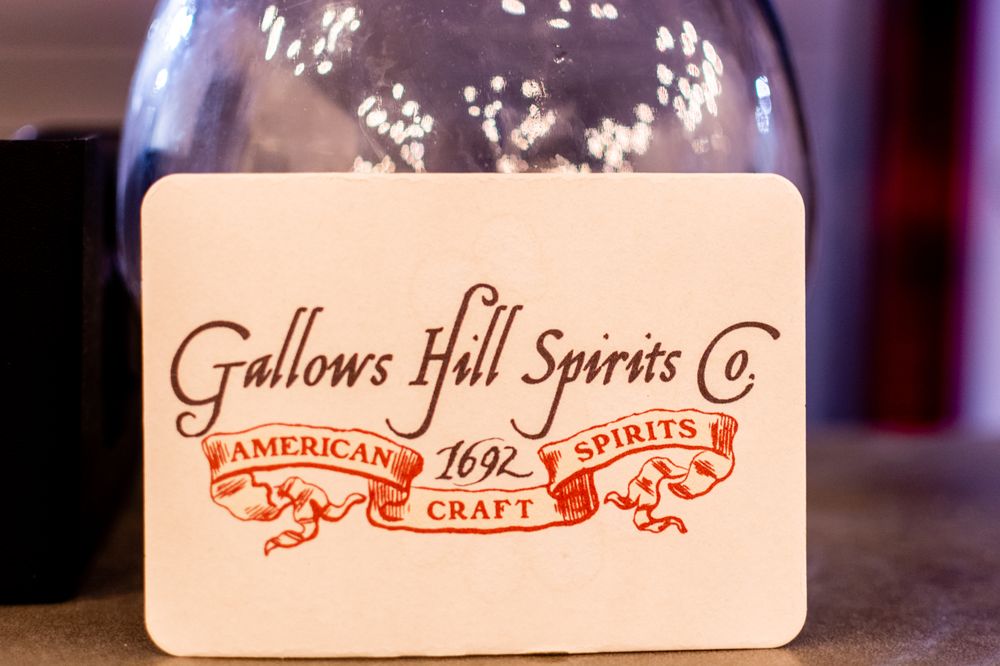 Gallows Hill Spirits Co.
AMERICAN 1692 SPIRITS
CRAFT